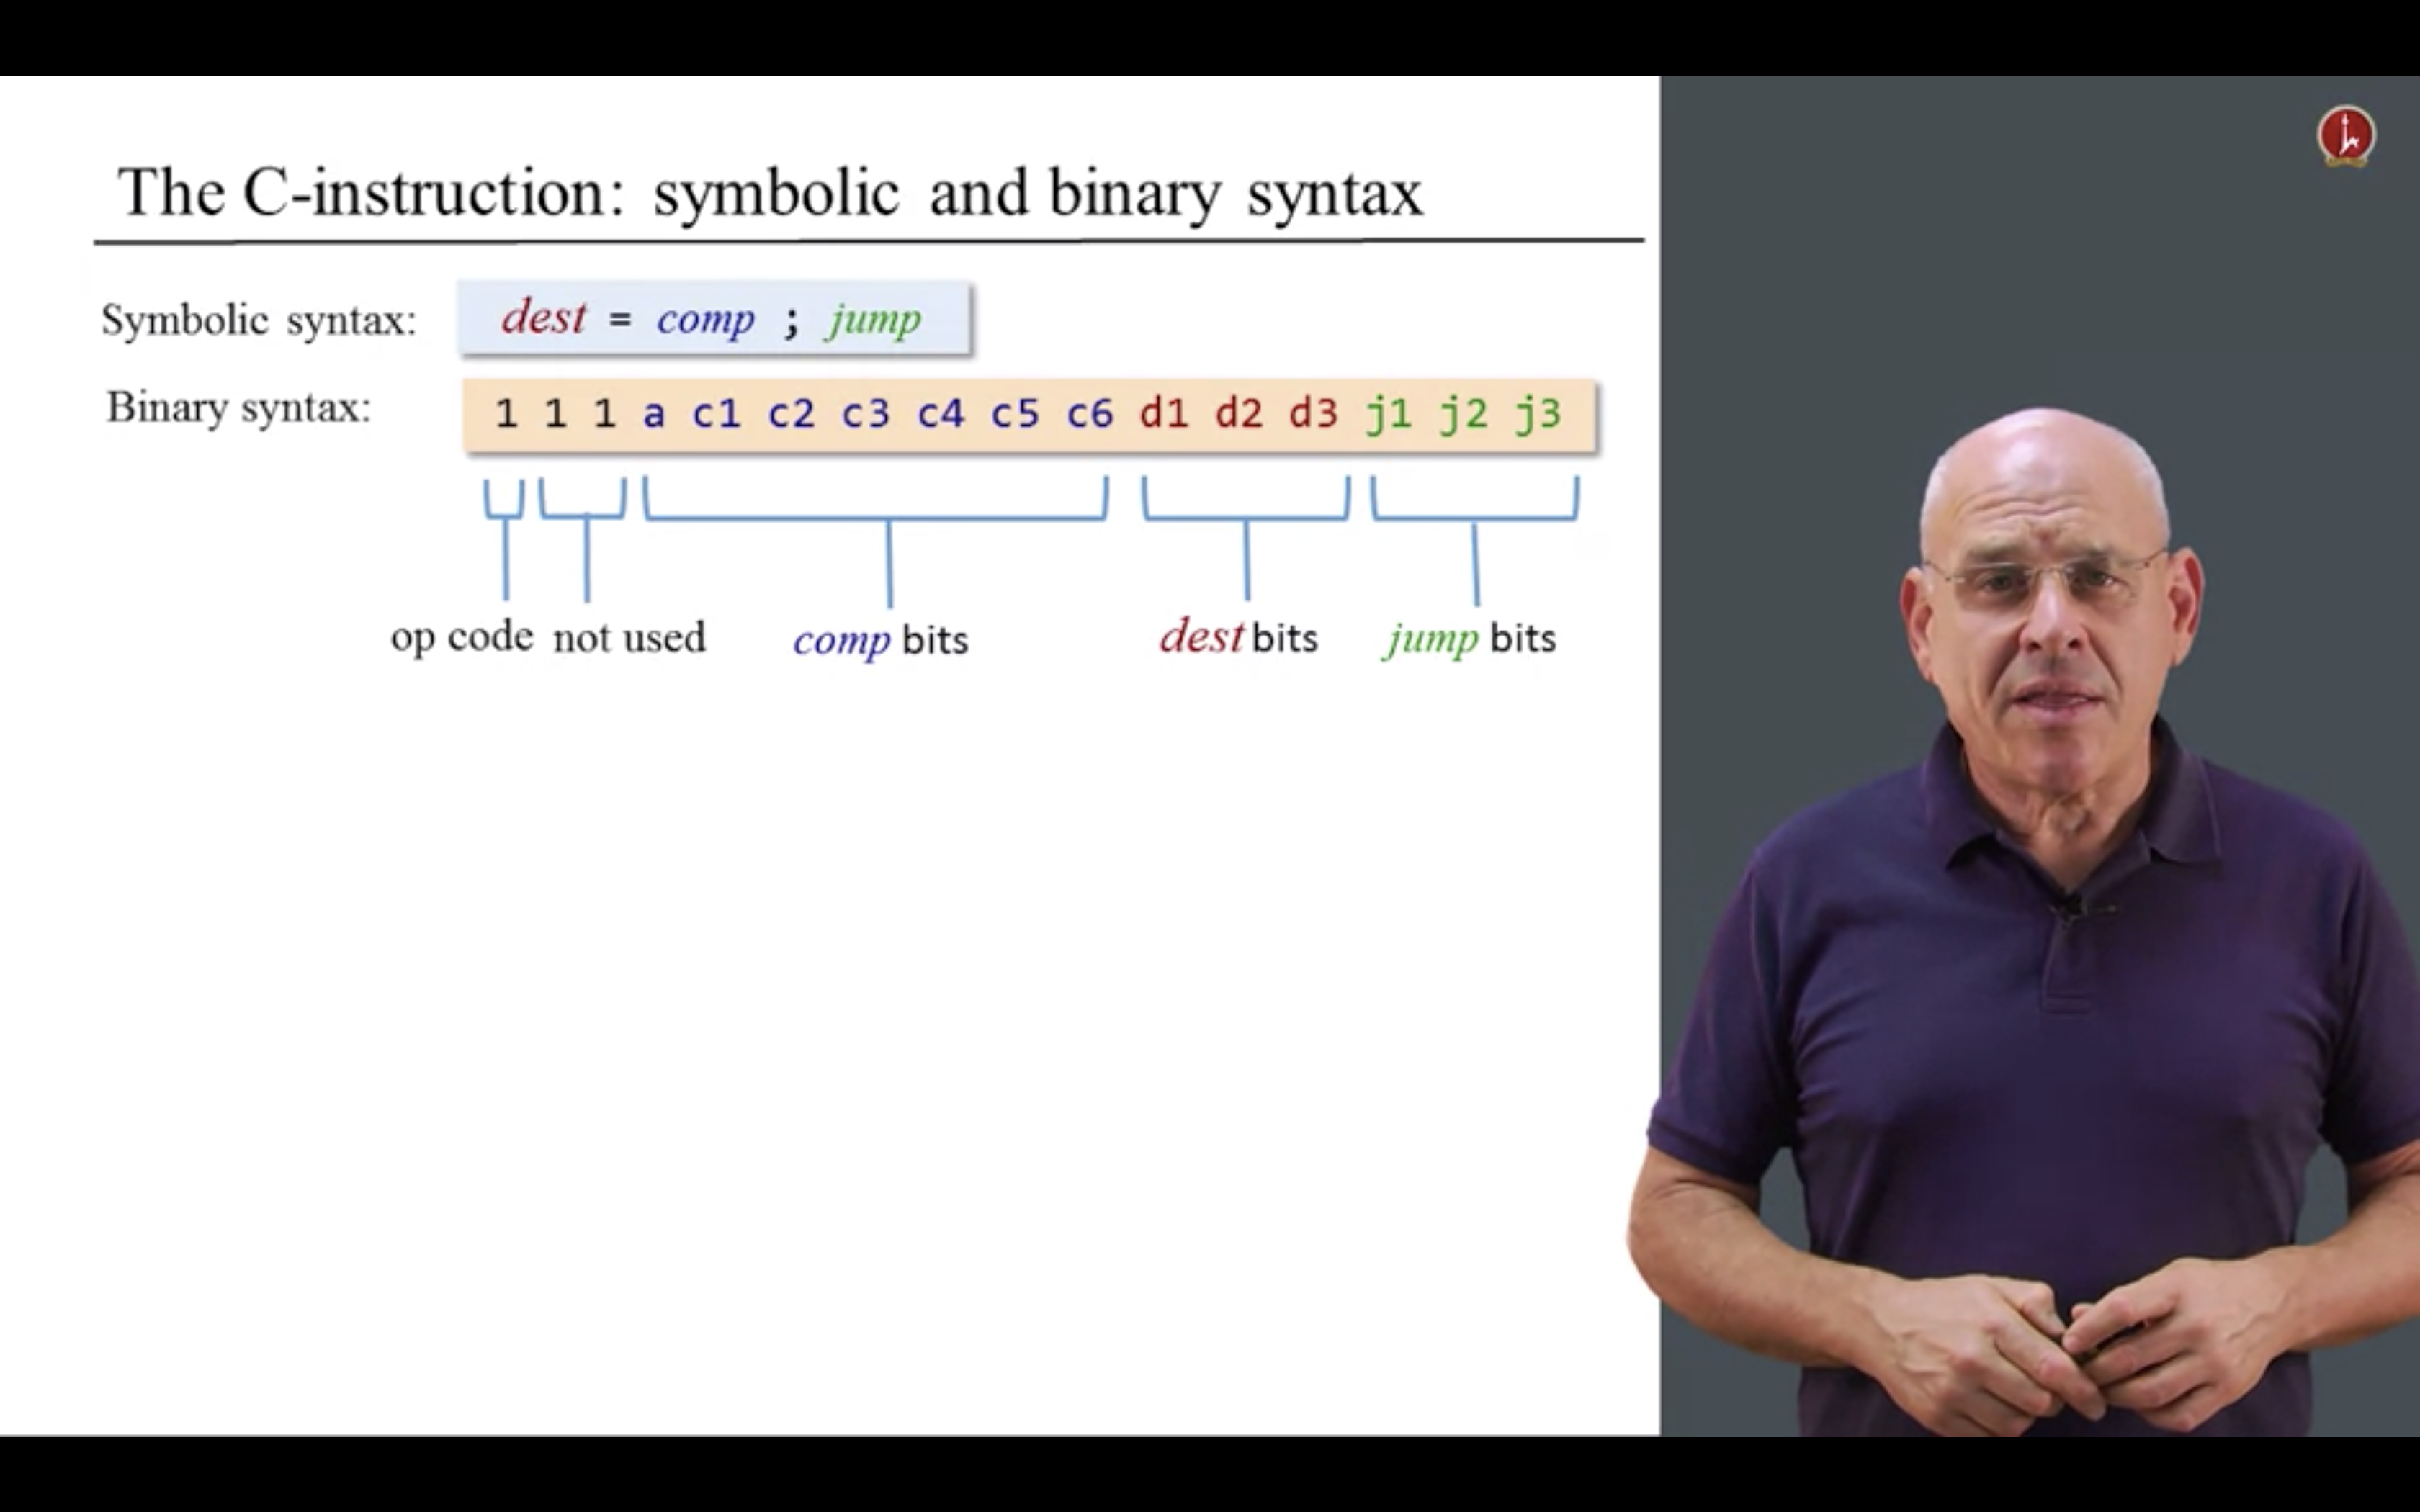 The C-instruction: symbolic and binary syntax
Symbolic syntax: dest = comp ; jump
Binary syntax: 1 1 1 a c1 c2 c3 c4 c5 c6 d1 d2 d3 j1 j2 j3
op code not used comp bits dest bits jump bits